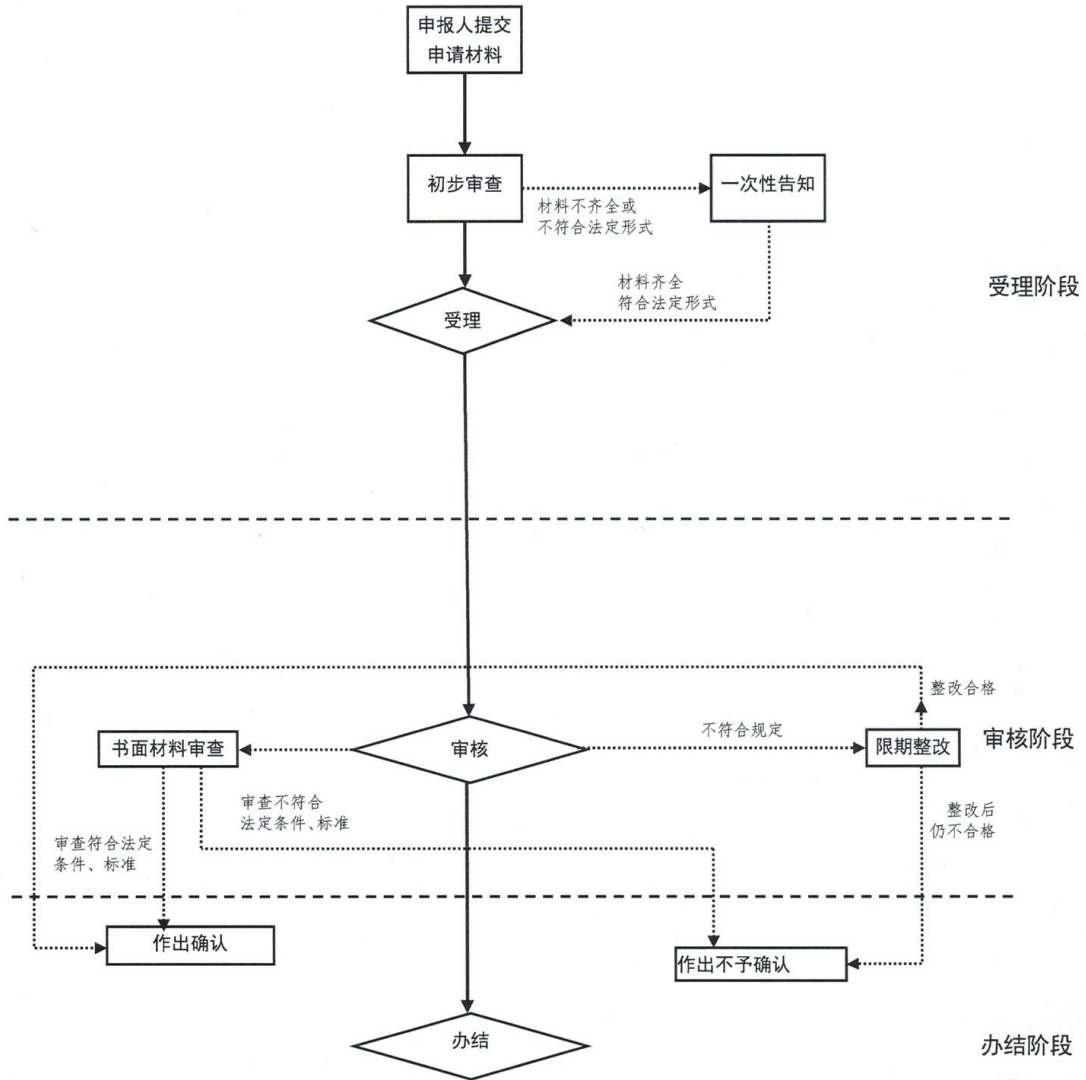 申报人提交
申请材料
初步审查
一次性告知
材料不齐全或
不符合法定形式
材料齐全
符合法定形式
受理阶段
受理
整改合格
不符合规定
书面材料审查
审核
限期整改
审核阶段
审查不符合
法定条件、标准
整改后
仍不合格
审查符合法定
条件、标准
作出确认
作出不予确认
办结
办结阶段